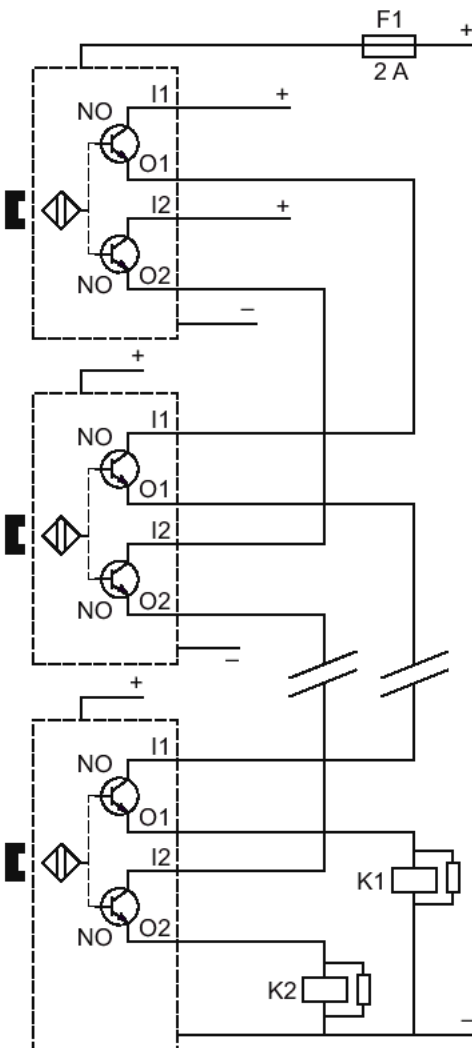 F1
+
2 A
I1
+
NO
O1
I2
+
NO
O2
–
+
I1
NO
O1
I2
NO
O2
–
+
I1
NO
O1
I2
K1
NO
O2
K2
–